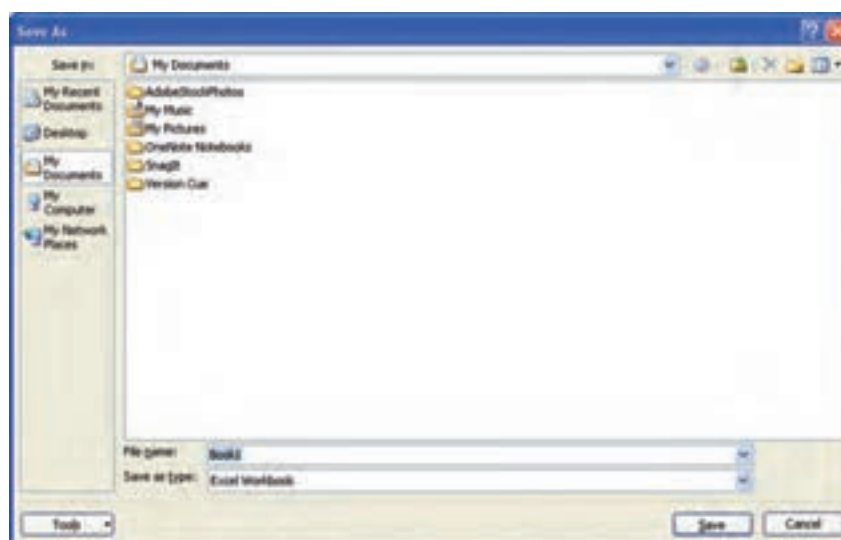 Save As
Save in: My Documents
My Recent Documents
Desktop
My Documents
My Computer
My Network Places
AdobeStockPhotos
My Music
My Pictures
OneNote Notebooks
SnagIt
Version Cue
File name: Book1
Save as type: Excel Workbook
Tools
Save
Cancel